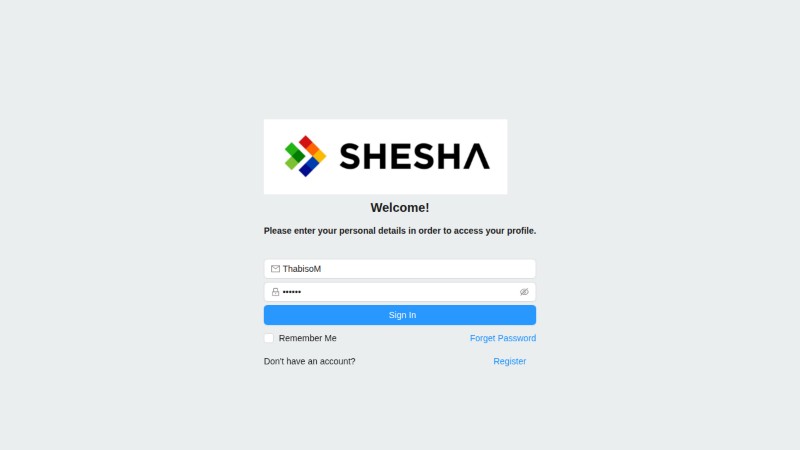 SHESHA
Welcome!
Please enter your personal details in order to access your profile.
ThabisoM
••••••
Sign In
Remember Me Forget Password
Don't have an account? Register